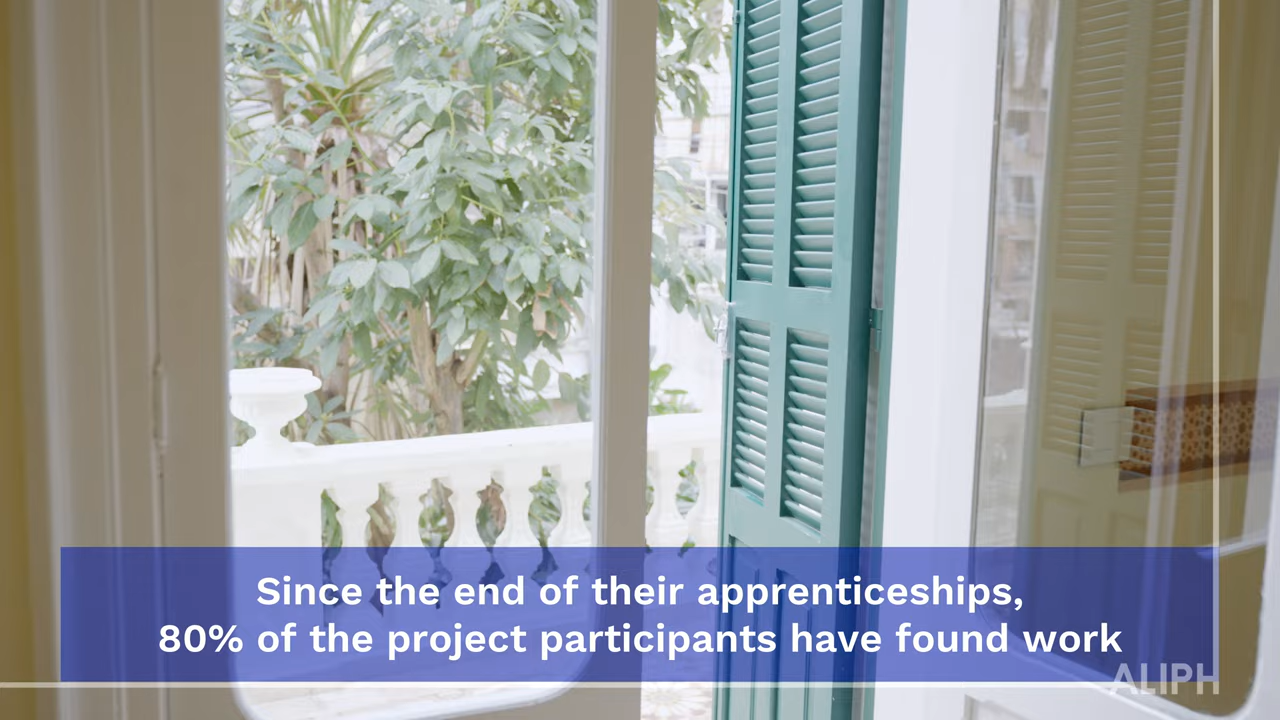 Since the end of their apprenticeships,
80% of the project participants have found work
ALIPH